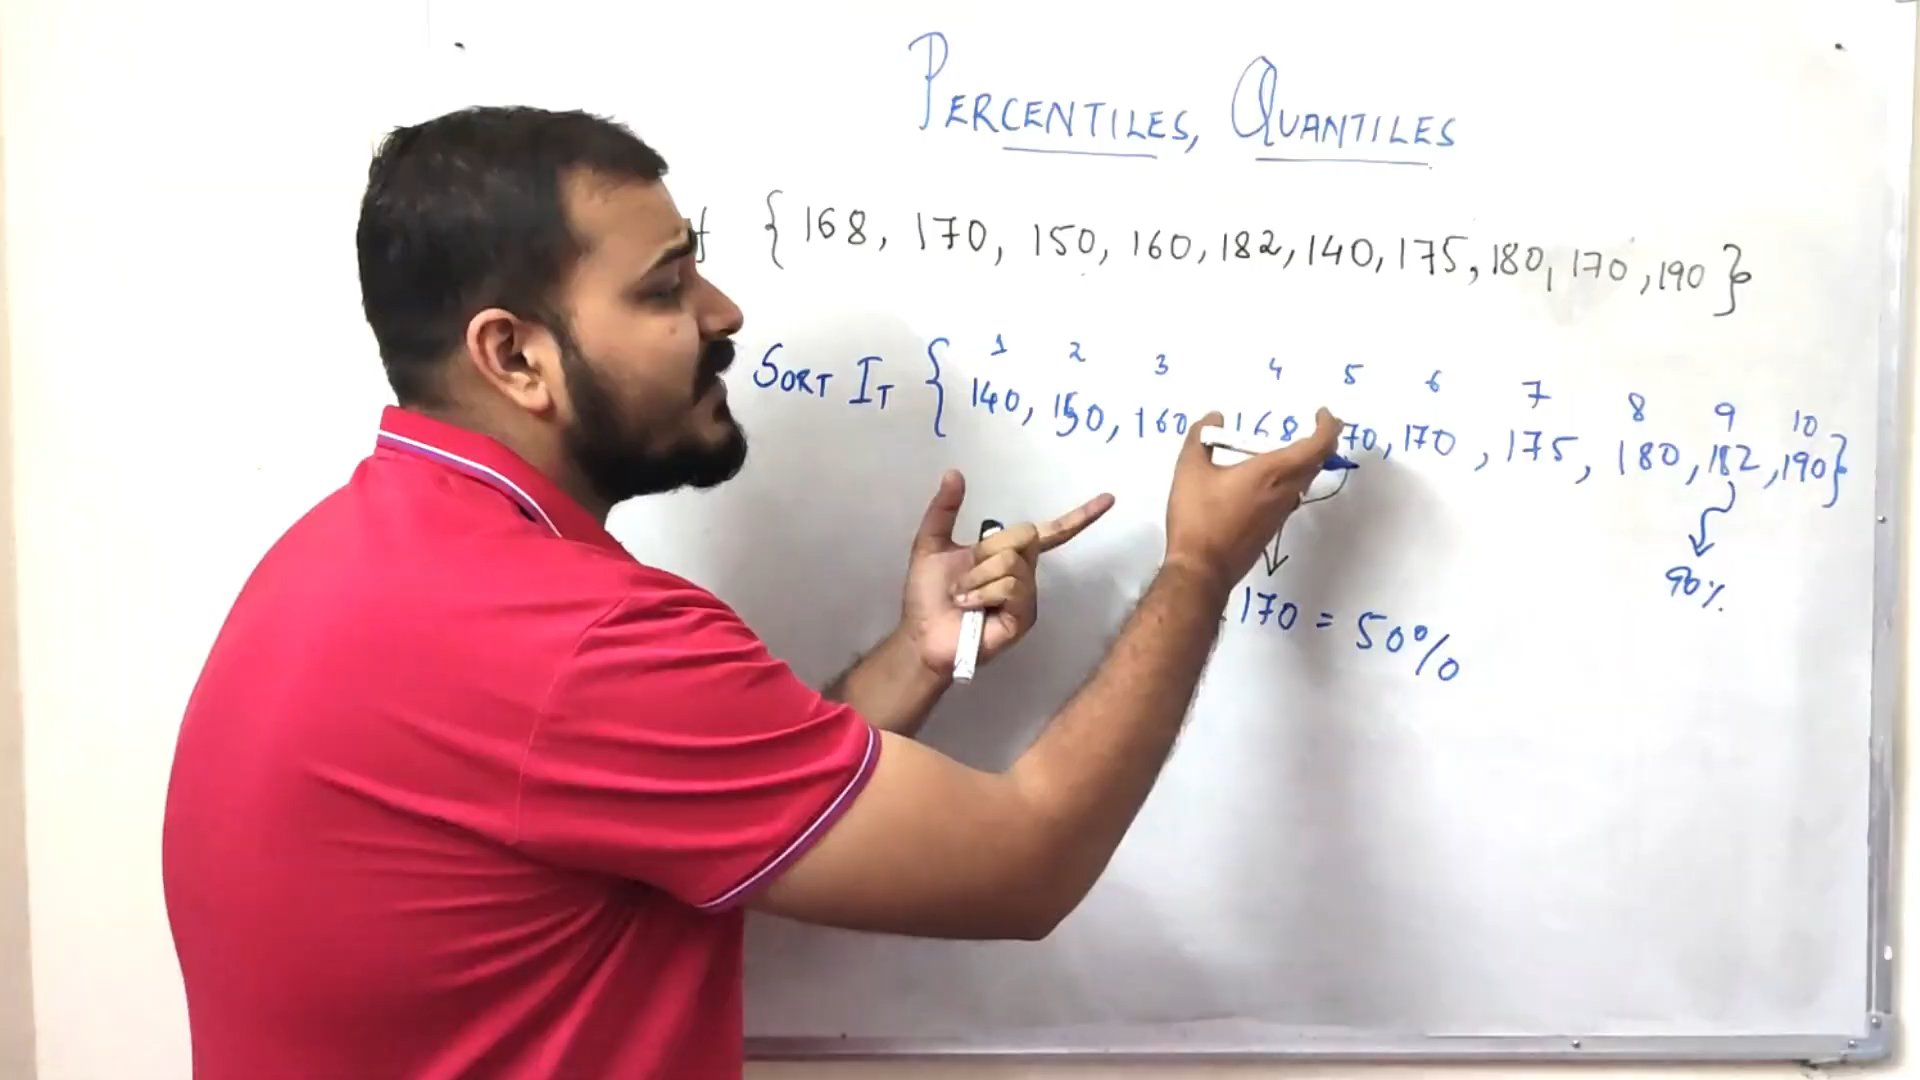 PERCENTILES, QUANTILES
{168, 170, 150, 160, 182, 140, 175, 180, 170, 190}
1 2 3 4 5 6 7 8 9 10
SORT IT {140, 150, 160, 168, 70, 170, 175, 180, 182, 190}
90%
170 = 50%